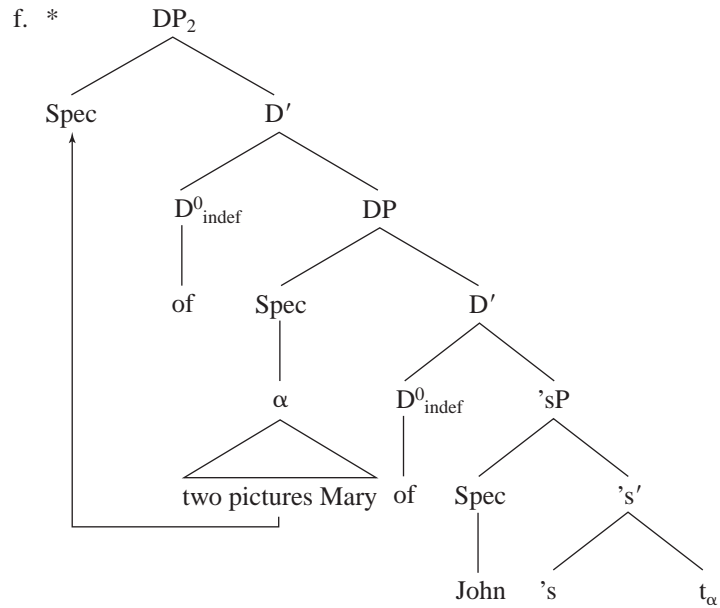 f. * DP₂
Spec D′
D⁰indef DP
of Spec D′
α D⁰indef ’sP
two pictures Mary of Spec ’s′
John ’s tα